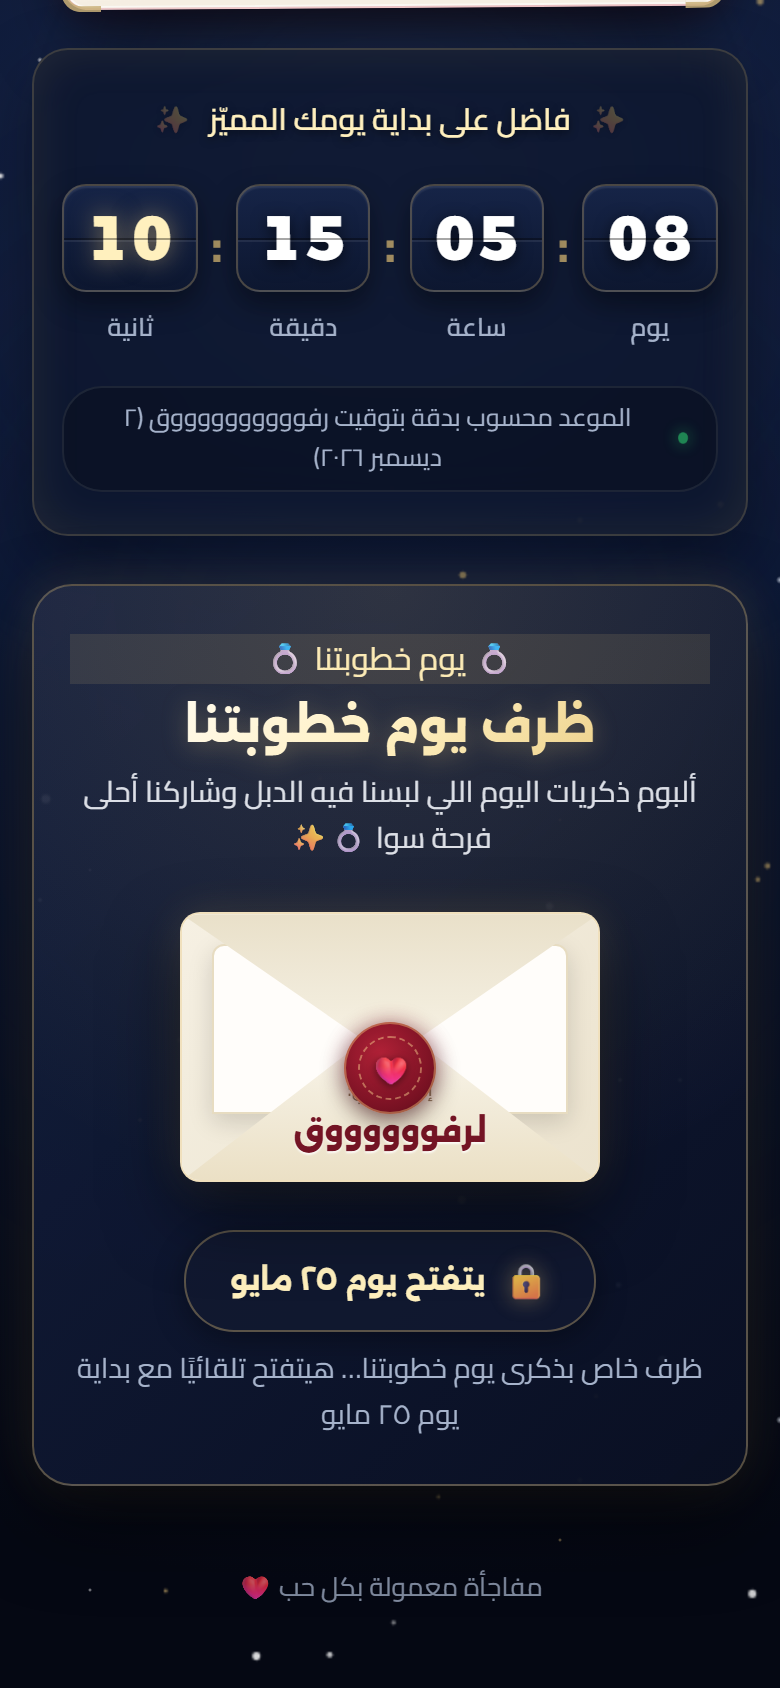 ✨ فاضل على بداية يومك المميّز ✨
08 : 05 : 15 : 10
يوم ساعة دقيقة ثانية
الموعد محسوب بدقة بتوقيت رفوووووووووووق (٢
ديسمبر ٢٠٢٦)
💍 يوم خطوبتنا 💍
ظرف يوم خطوبتنا
ألبوم ذكريات اليوم اللي لبسنا فيه الدبل وشاركنا أحلى
فرحة سوا 💍 ✨
لرفوووووووق
🔒 يتفتح يوم ٢٥ مايو
ظرف خاص بذكرى يوم خطوبتنا... هيتفتح تلقائيًا مع بداية
يوم ٢٥ مايو
مفاجأة معمولة بكل حب 💗